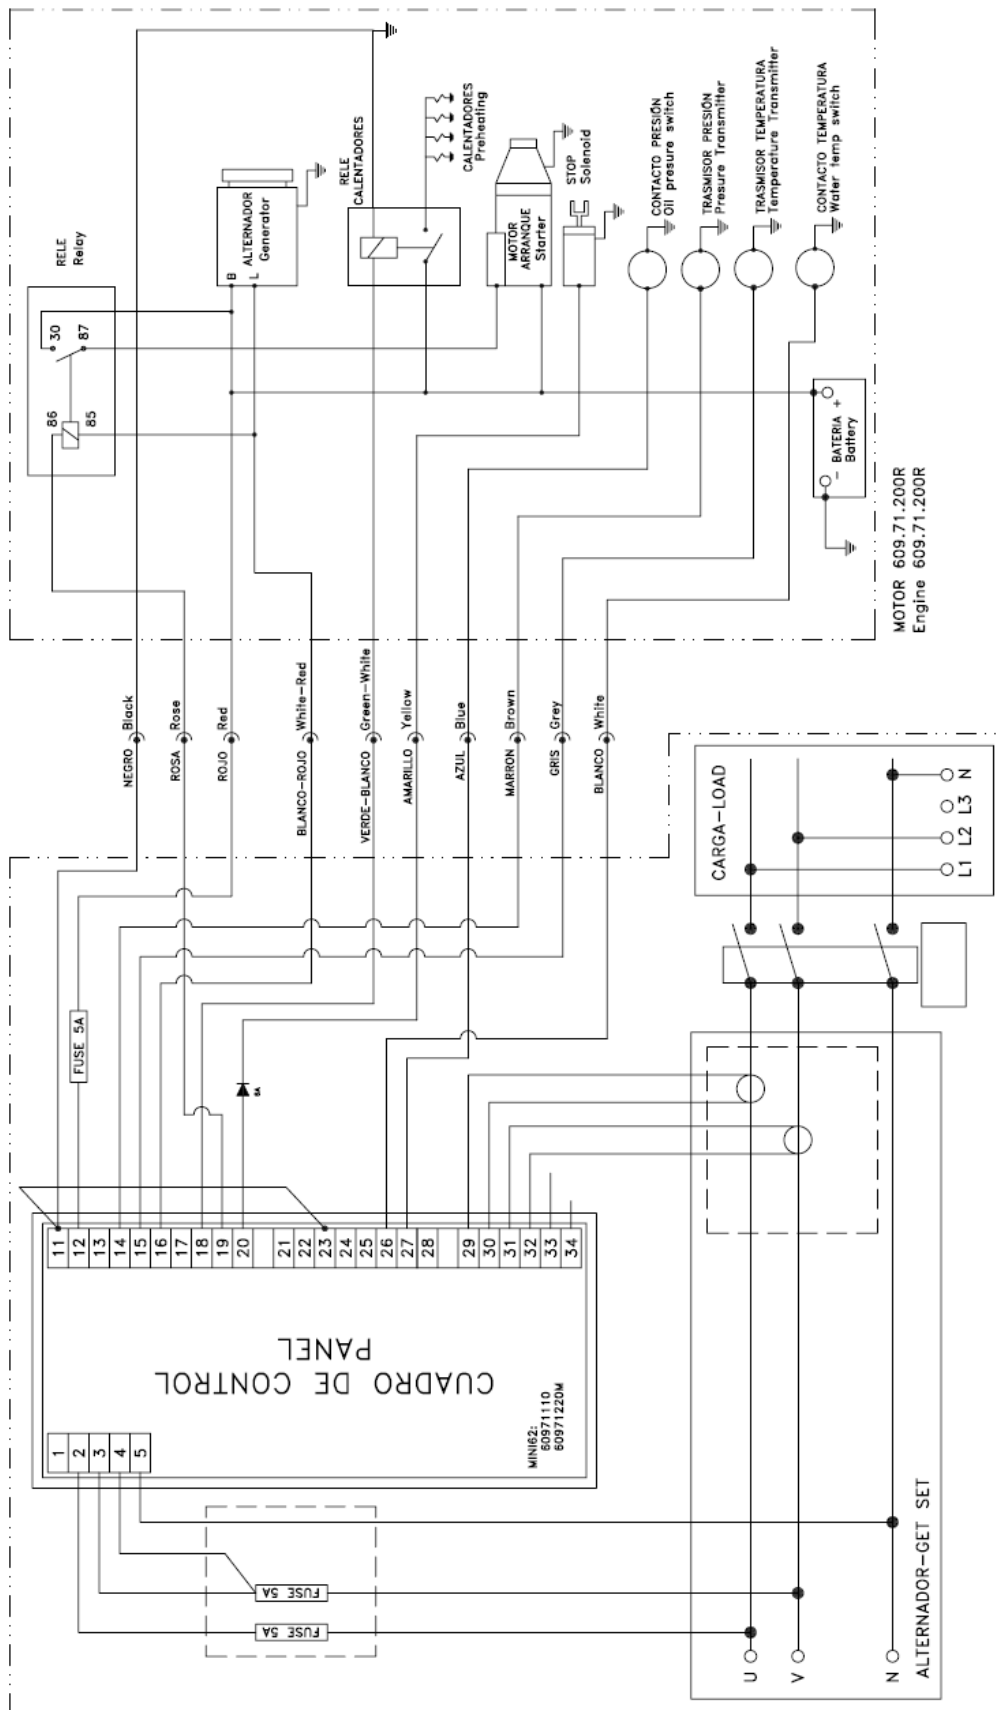 RELE
Relay
30
87
86
85
ALTERNADOR
Generator
B
L
RELE
CALENTADORES
CALENTADORES
Preheating
MOTOR
ARRANQUE
Starter
STOP
Solenoid
CONTACTO PRESIÓN
Oil presure switch
TRASMISOR PRESIÓN
Presure Transmitter
TRASMISOR TEMPERATURA
Temperature Transmitter
CONTACTO TEMPERATURA
Water temp switch
- BATERIA +
Battery
MOTOR 609.71.200R
Engine 609.71.200R
NEGRO Black
ROSA Rose
ROJO Red
BLANCO-ROJO White-Red
VERDE-BLANCO Green-White
AMARILLO Yellow
AZUL Blue
MARRON Brown
GRIS Grey
BLANCO White
CARGA-LOAD
L1 L2 L3 N
FUSE 5A
6A
11
12
13
14
15
16
17
18
19
20
21
22
23
24
25
26
27
28
29
30
31
32
33
34
CUADRO DE CONTROL
PANEL
MINI62:
60971110
60971220M
1
2
3
4
5
FUSE 5A
FUSE 5A
U
V
N
ALTERNADOR-GET SET